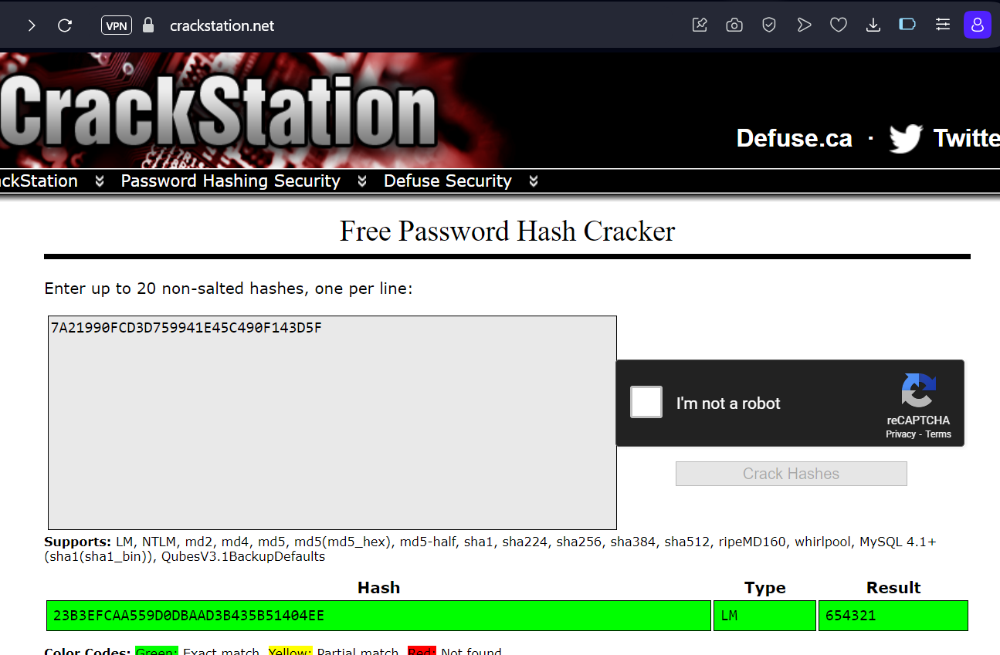 VPN crackstation.net
CrackStation
Defuse.ca · Twitte
ckStation Password Hashing Security Defuse Security
Free Password Hash Cracker
Enter up to 20 non-salted hashes, one per line:
7A21990FCD3D759941E45C490F143D5F
I'm not a robot
reCAPTCHA
Privacy - Terms
Crack Hashes
Supports: LM, NTLM, md2, md4, md5, md5(md5_hex), md5-half, sha1, sha224, sha256, sha384, sha512, ripeMD160, whirlpool, MySQL 4.1+
(sha1(sha1_bin)), QubesV3.1BackupDefaults
Hash Type Result
23B3EFCAA559D0DBAAD3B435B51404EE LM 654321
Color Codes: Green: Exact match, Yellow: Partial match, Red: Not found.